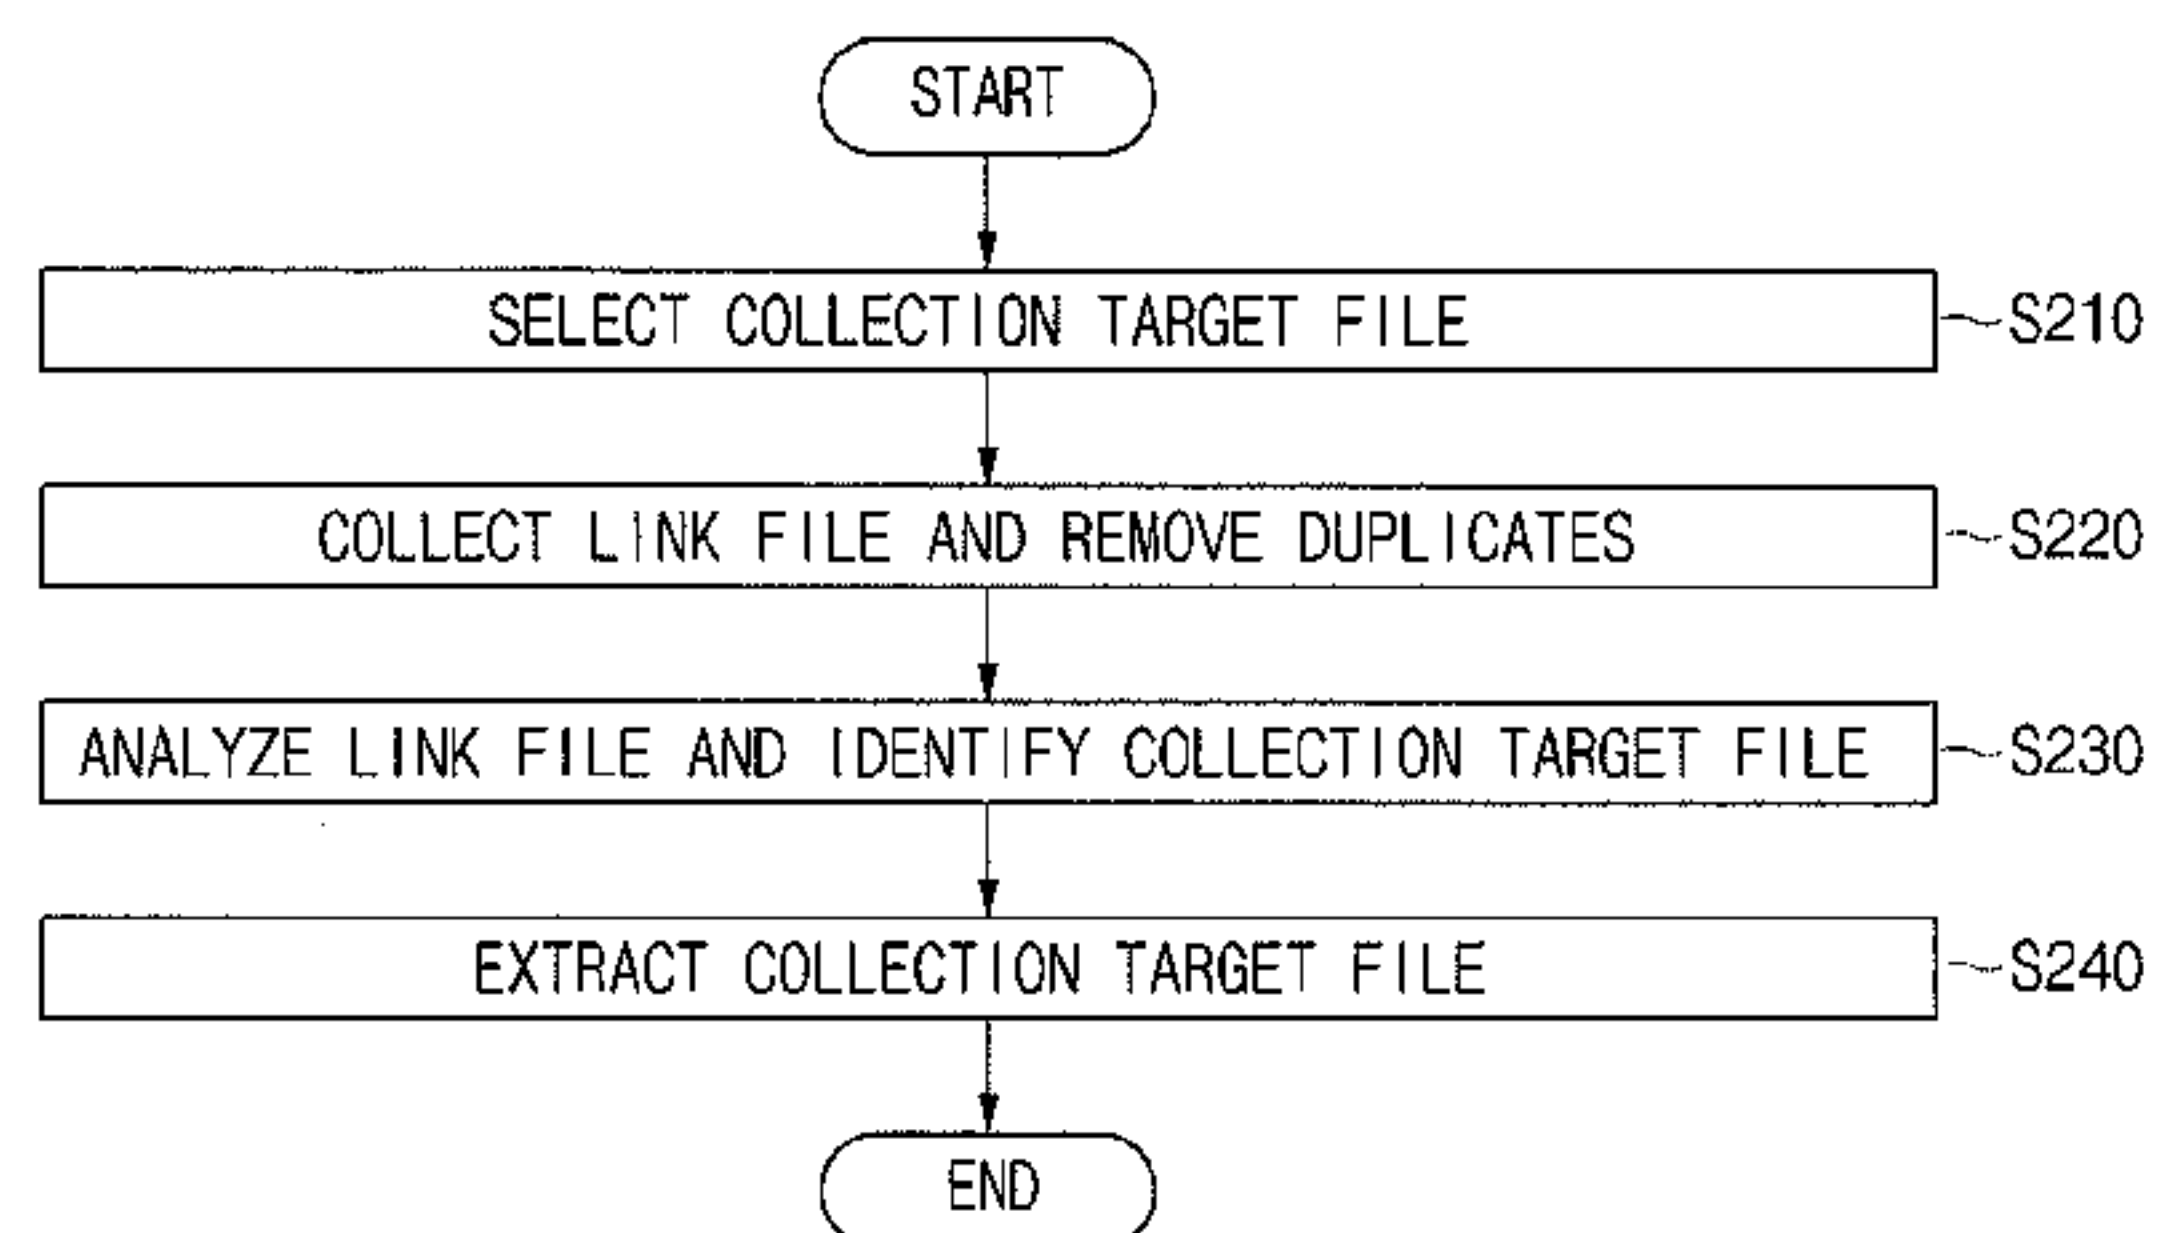 START
SELECT COLLECTION TARGET FILE
S210
COLLECT LINK FILE AND REMOVE DUPLICATES
S220
ANALYZE LINK FILE AND IDENTIFY COLLECTION TARGET FILE
S230
EXTRACT COLLECTION TARGET FILE
S240
END